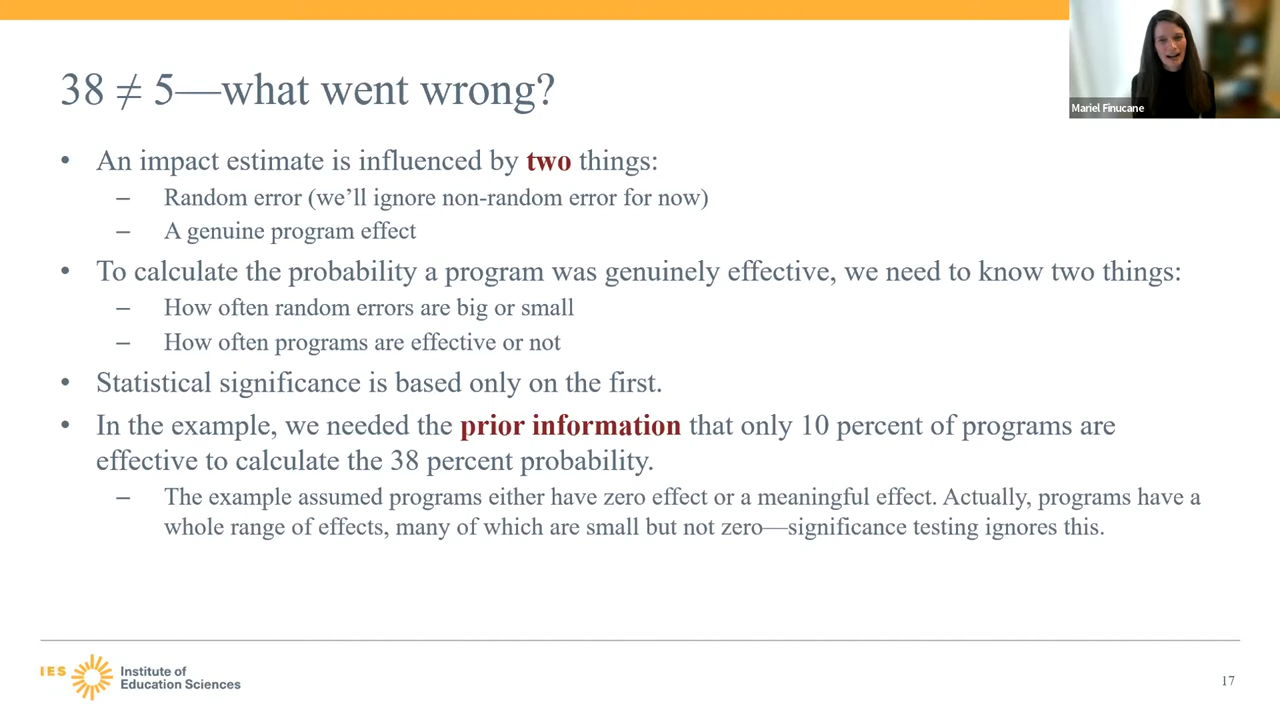 38 ≠ 5—what went wrong?
Mariel Finucane
• An impact estimate is influenced by two things:
– Random error (we’ll ignore non-random error for now)
– A genuine program effect
• To calculate the probability a program was genuinely effective, we need to know two things:
– How often random errors are big or small
– How often programs are effective or not
• Statistical significance is based only on the first.
• In the example, we needed the prior information that only 10 percent of programs are
effective to calculate the 38 percent probability.
– The example assumed programs either have zero effect or a meaningful effect. Actually, programs have a
whole range of effects, many of which are small but not zero—significance testing ignores this.
IES
Institute of
Education Sciences
17